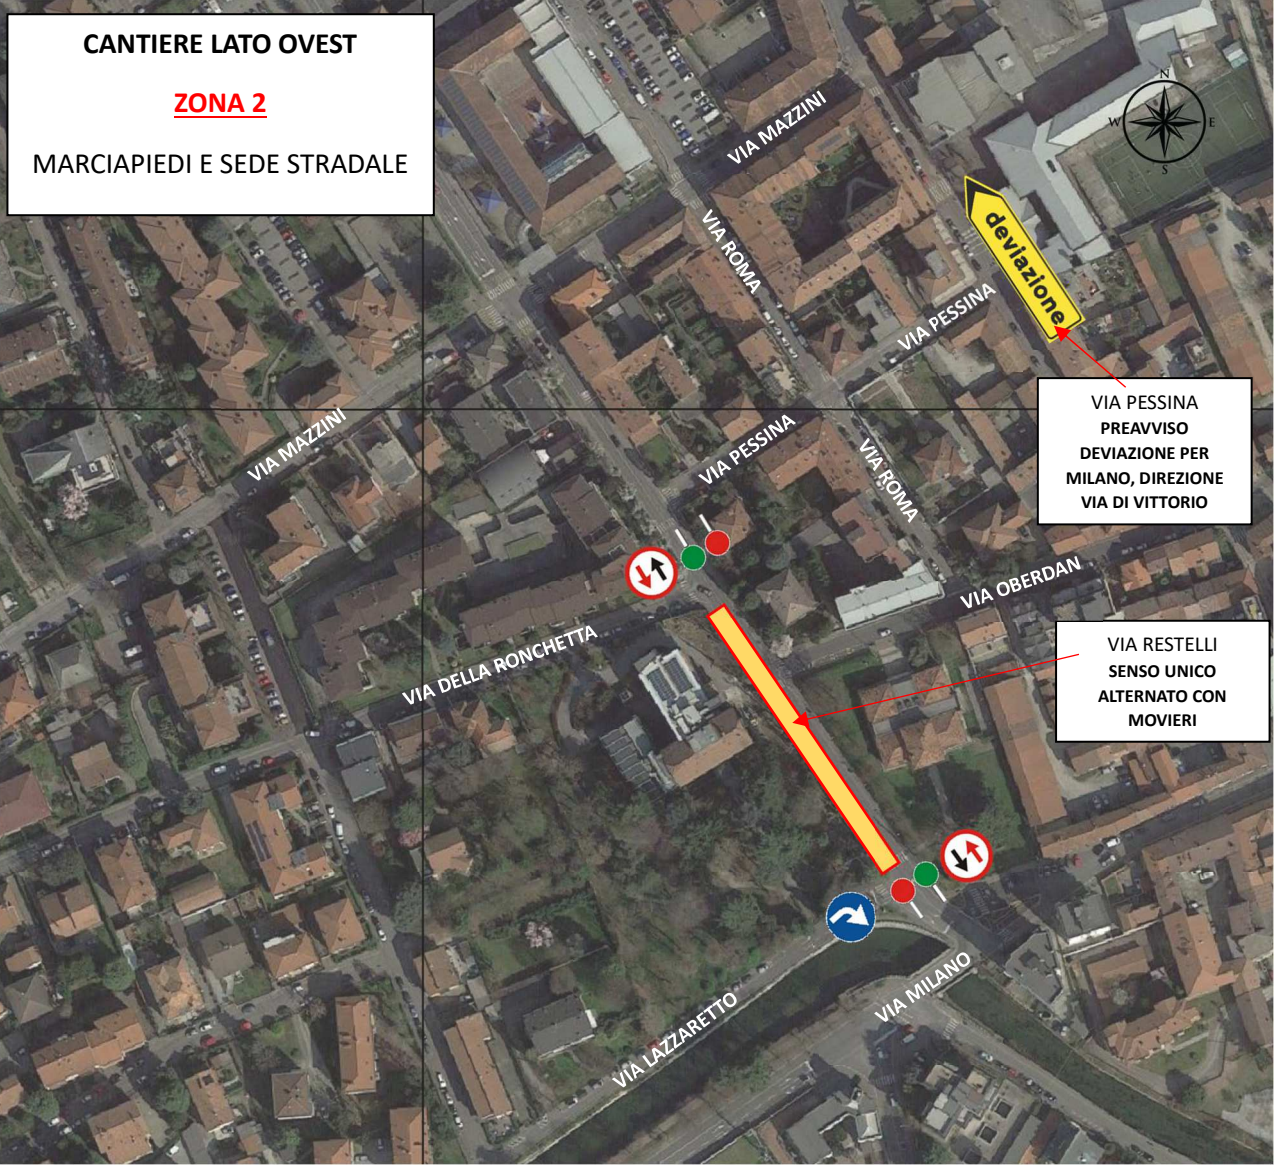 CANTIERE LATO OVEST
ZONA 2
MARCIAPIEDI E SEDE STRADALE
N
W
E
S
VIA MAZZINI
VIA ROMA
deviazione
VIA PESSINA
VIA PESSINA
PREAVVISO
DEVIAZIONE PER
MILANO, DIREZIONE
VIA DI VITTORIO
VIA MAZZINI
VIA PESSINA
VIA ROMA
VIA OBERDAN
VIA DELLA RONCHETTA
VIA RESTELLI
SENSO UNICO
ALTERNATO CON
MOVIERI
VIA MILANO
VIA LAZZARETTO